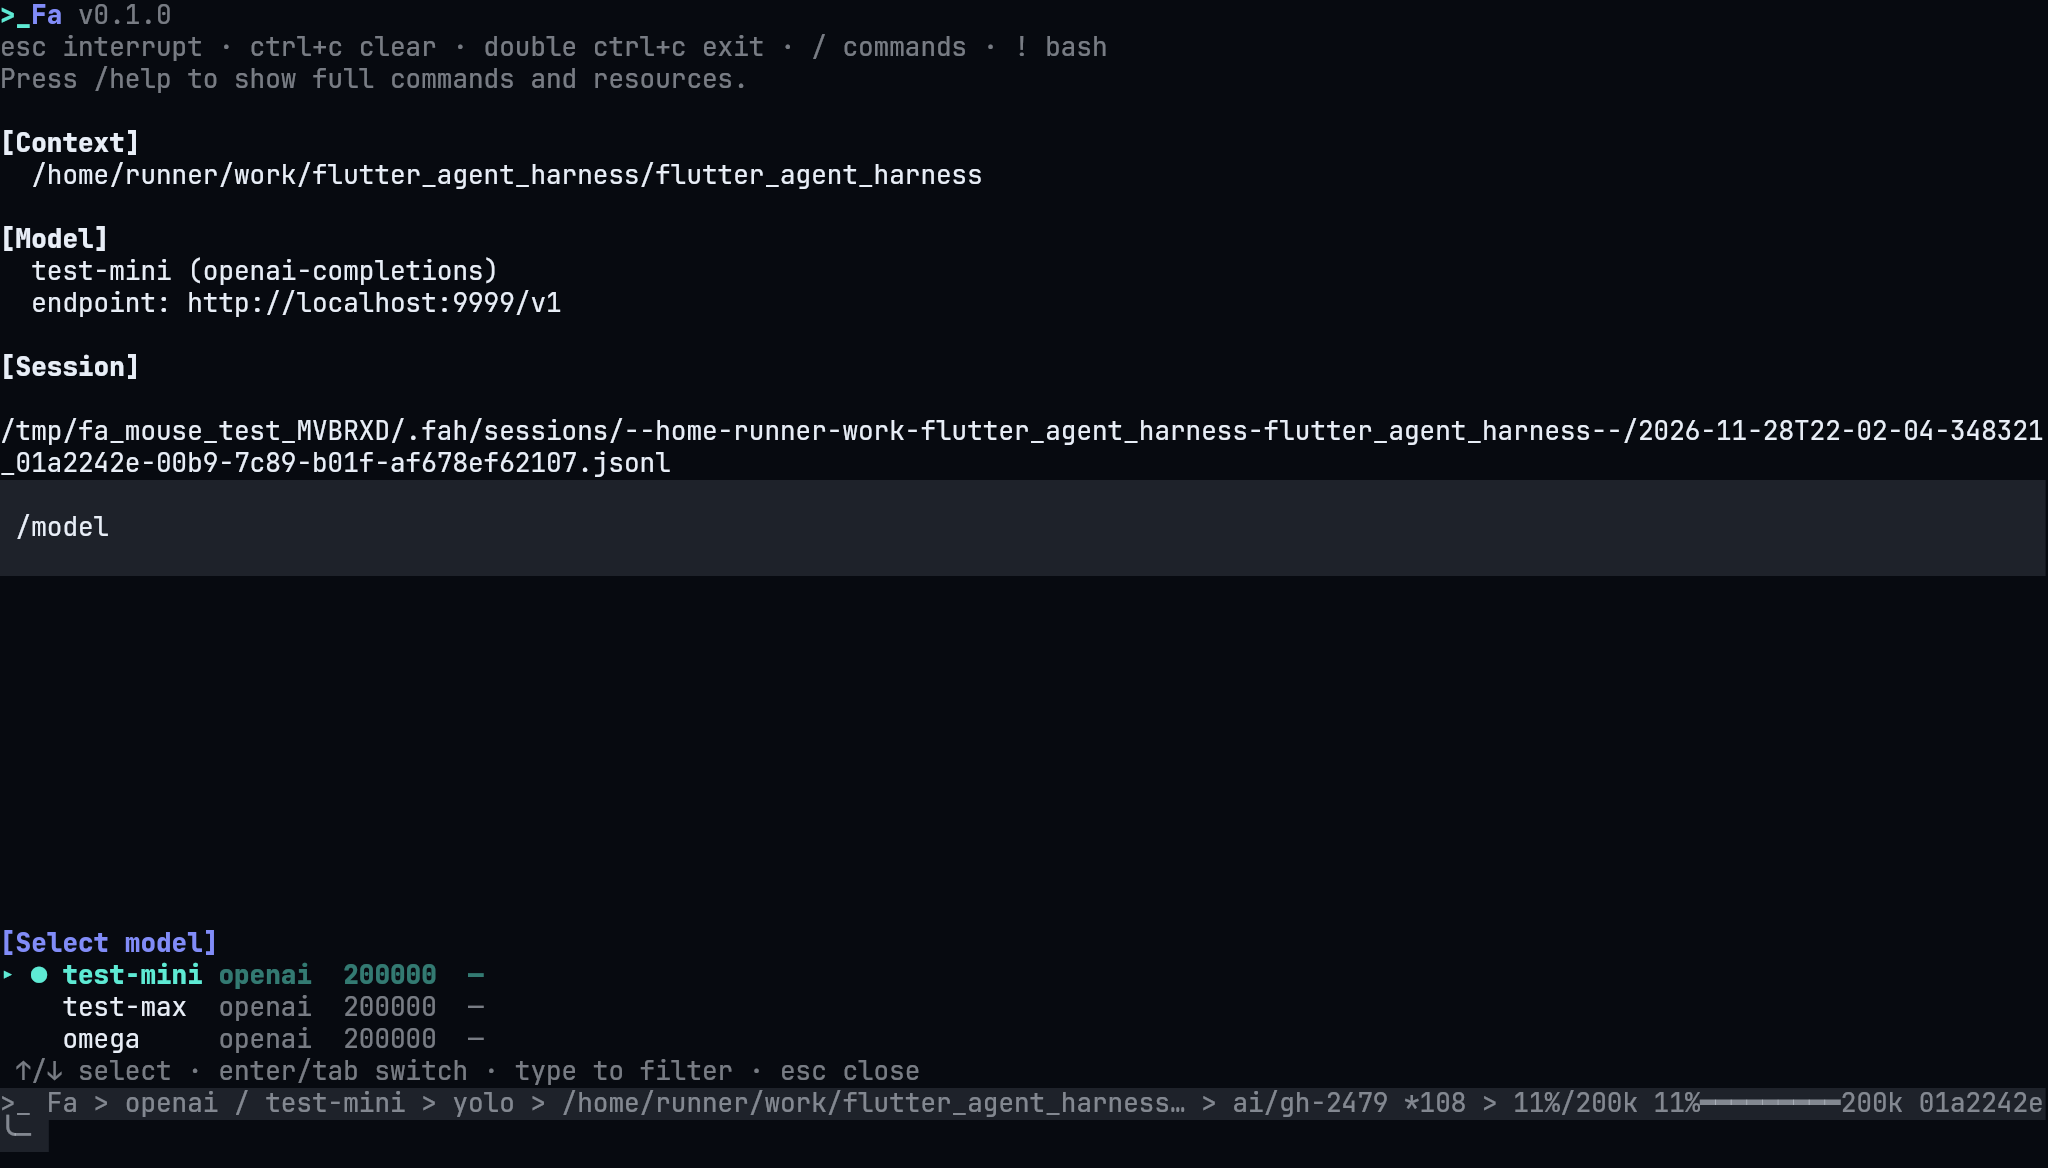 >_Fa v0.1.0
esc interrupt · ctrl+c clear · double ctrl+c exit · / commands · ! bash
Press /help to show full commands and resources.
[Context]
/home/runner/work/flutter_agent_harness/flutter_agent_harness
[Model]
test-mini (openai-completions)
endpoint: http://localhost:9999/v1
[Session]
/tmp/fa_mouse_test_MVBRXD/.fah/sessions/--home-runner-work-flutter_agent_harness-flutter_agent_harness--/2026-11-28T22-02-04-348321
_01a2242e-00b9-7c89-b01f-af678ef62107.jsonl
/model
[Select model]
▸ ● test-mini openai 200000 —
test-max openai 200000 —
omega openai 200000 —
↑/↓ select · enter/tab switch · type to filter · esc close
>_ Fa > openai / test-mini > yolo > /home/runner/work/flutter_agent_harness… > ai/gh-2479 *108 > 11%/200k 11%━━━━━━━━━200k 01a2242e